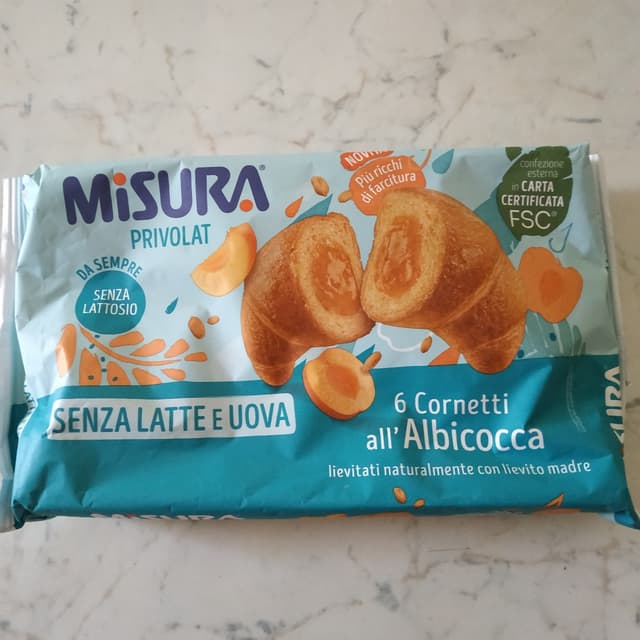 MiSURA®
PRIVOLAT
DA SEMPRE
SENZA
LATTOSIO
NOVITÀ
Più ricchi
di farcitura
confezione
esterna
in CARTA
CERTIFICATA
FSC®
SENZA LATTE E UOVA
6 Cornetti
all'Albicocca
lievitati naturalmente con lievito madre